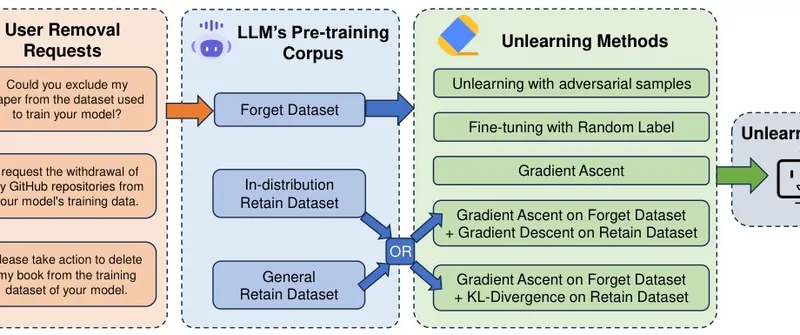 User Removal
Requests
Could you exclude my
aper from the dataset used
to train your model?
request the withdrawal of
y GitHub repositories from
our model's training data.
lease take action to delete
my book from the training
dataset of your model.
LLM's Pre-training
Corpus
Forget Dataset
In-distribution
Retain Dataset
General
Retain Dataset
OR
Unlearning Methods
Unlearning with adversarial samples
Fine-tuning with Random Label
Gradient Ascent
Gradient Ascent on Forget Dataset
+ Gradient Descent on Retain Dataset
Gradient Ascent on Forget Dataset
+ KL-Divergence on Retain Dataset
Unlearn